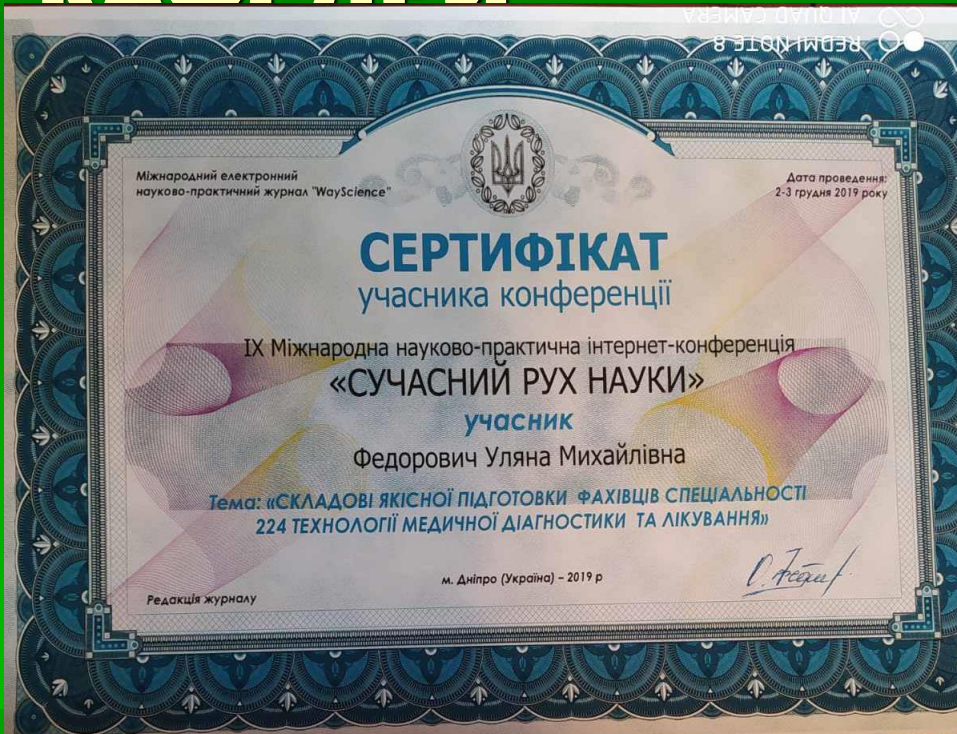 REDMI NOTE 8
AI QUAD CAMERA
Міжнародний електронний
науково-практичний журнал "WayScience"
Дата проведення:
2-3 грудня 2019 року
СЕРТИФІКАТ
учасника конференції
ІХ Міжнародна науково-практична інтернет-конференція
«СУЧАСНИЙ РУХ НАУКИ»
учасник
Федорович Уляна Михайлівна
Тема: «СКЛАДОВІ ЯКІСНОЇ ПІДГОТОВКИ ФАХІВЦІВ СПЕЦІАЛЬНОСТІ
224 ТЕХНОЛОГІЇ МЕДИЧНОЇ ДІАГНОСТИКИ ТА ЛІКУВАННЯ»
м. Дніпро (Україна) – 2019 р
Редакція журналу